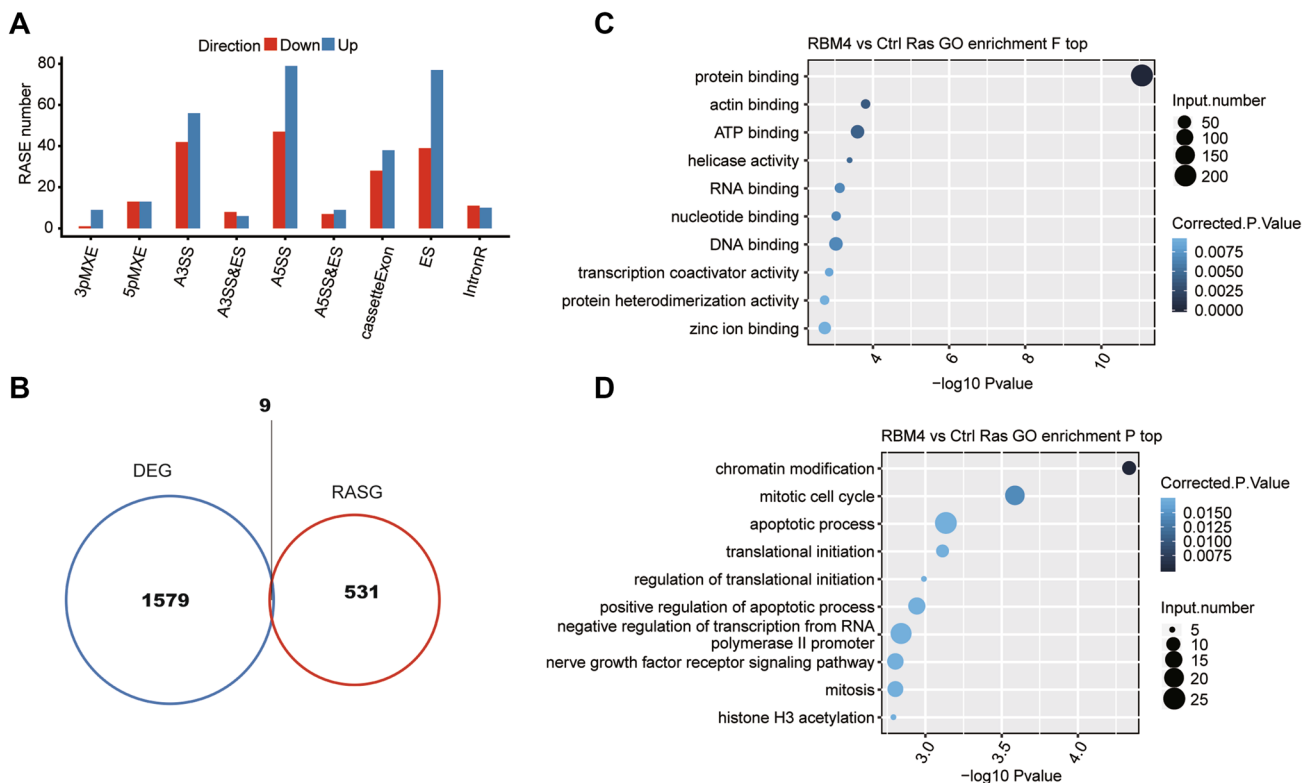 A
Direction Down Up
RASE number
80
60
40
20
0
3pMXE
5pMXE
A3SS
A3SS&ES
A5SS
A5SS&ES
cassetteExon
ES
IntronR
B
9
DEG
RASG
1579
531
C
RBM4 vs Ctrl Ras GO enrichment F top
protein binding
actin binding
ATP binding
helicase activity
RNA binding
nucleotide binding
DNA binding
transcription coactivator activity
protein heterodimerization activity
zinc ion binding
4
6
8
10
−log10 Pvalue
Input.number
50
100
150
200
Corrected.P.Value
0.0075
0.0050
0.0025
0.0000
D
RBM4 vs Ctrl Ras GO enrichment P top
chromatin modification
mitotic cell cycle
apoptotic process
translational initiation
regulation of translational initiation
positive regulation of apoptotic process
negative regulation of transcription from RNA
polymerase II promoter
nerve growth factor receptor signaling pathway
mitosis
histone H3 acetylation
3.0
3.5
4.0
−log10 Pvalue
Corrected.P.Value
0.0150
0.0125
0.0100
0.0075
Input.number
5
10
15
20
25